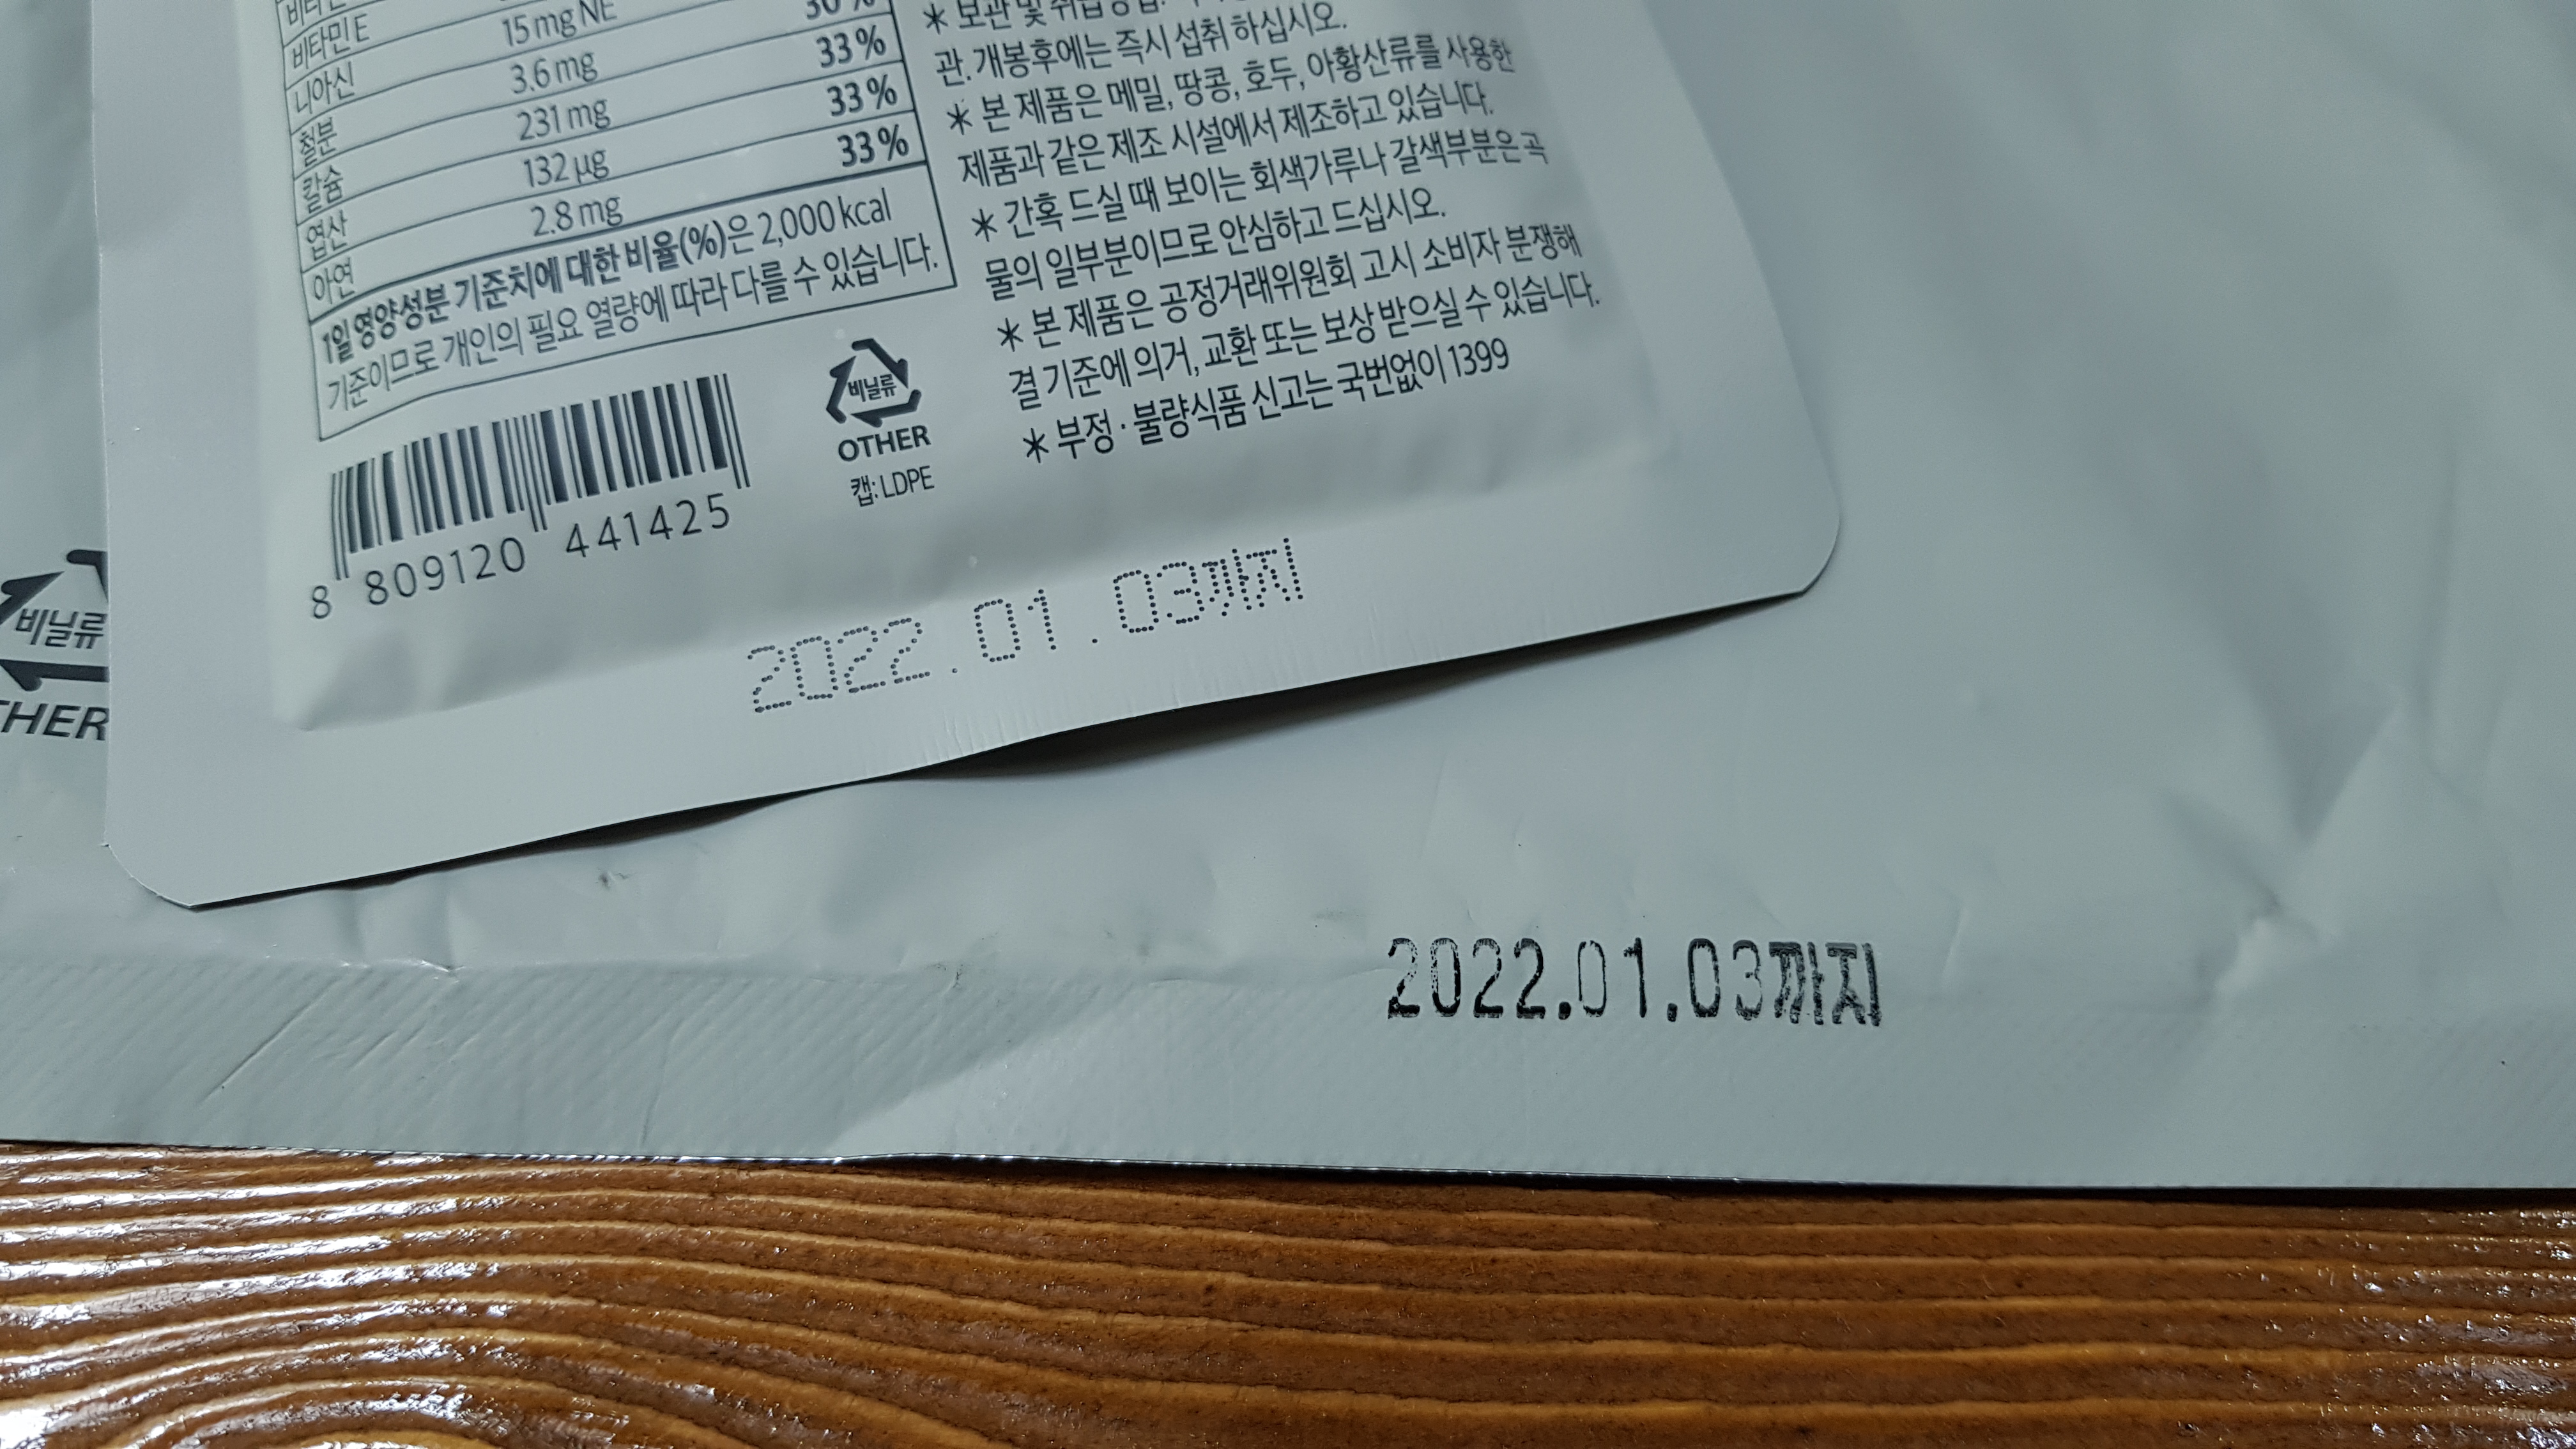 비타민E
니아신 15mg NE 30%
철분 3.6mg 33%
칼슘 231mg 33%
엽산 132μg 33%
아연 2.8mg
1일 영양성분 기준치에 대한 비율(%)은 2,000 kcal
기준이므로 개인의 필요 열량에 따라 다를 수 있습니다.
8 809120 441425
비닐류
OTHER
캡: LDPE
* 보관 및 취급방법:
관. 개봉후에는 즉시 섭취 하십시오.
* 본 제품은 메밀, 땅콩, 호두, 아황산류를 사용한
제품과 같은 제조 시설에서 제조하고 있습니다.
* 간혹 드실 때 보이는 회색가루나 갈색부분은 곡
물의 일부분이므로 안심하고 드십시오.
* 본 제품은 공정거래위원회 고시 소비자 분쟁해
결 기준에 의거, 교환 또는 보상 받으실 수 있습니다.
* 부정·불량식품 신고는 국번없이 1399
2022.01.03까지
비닐류
THER
2022.01.03까지